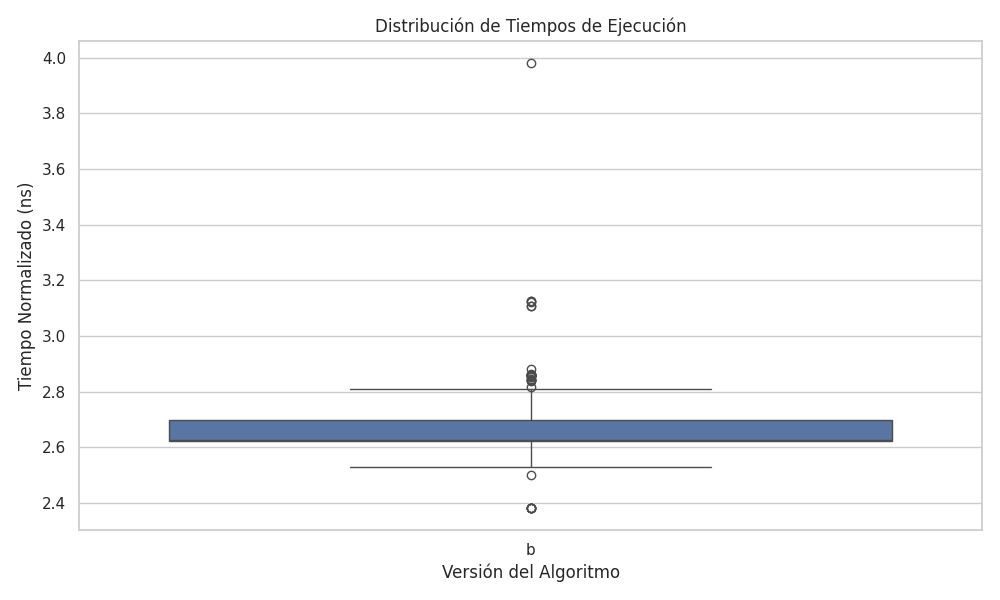 Distribución de Tiempos de Ejecución
4.0
3.8
3.6
3.4
3.2
3.0
2.8
2.6
2.4
Tiempo Normalizado (ns)
b
Versión del Algoritmo